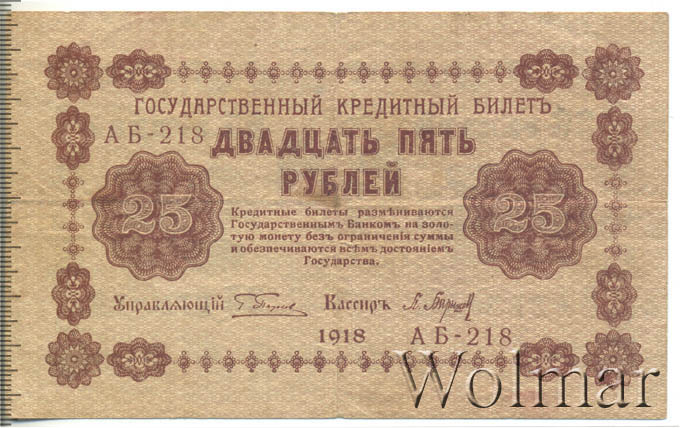 ГОСУДАРСТВЕННЫЙ КРЕДИТНЫЙ БИЛЕТЪ
АБ-218
ДВАДЦАТЬ ПЯТЬ
РУБЛЕЙ
25
25
Кредитные билеты размѣниваются
Государственнымъ Банкомъ на золо-
тую монету безъ ограниченія суммы
и обезпечиваются всѣмъ достояніемъ
Государства.
Управляющій
Кассиръ
1918 АБ-218
Wolmar